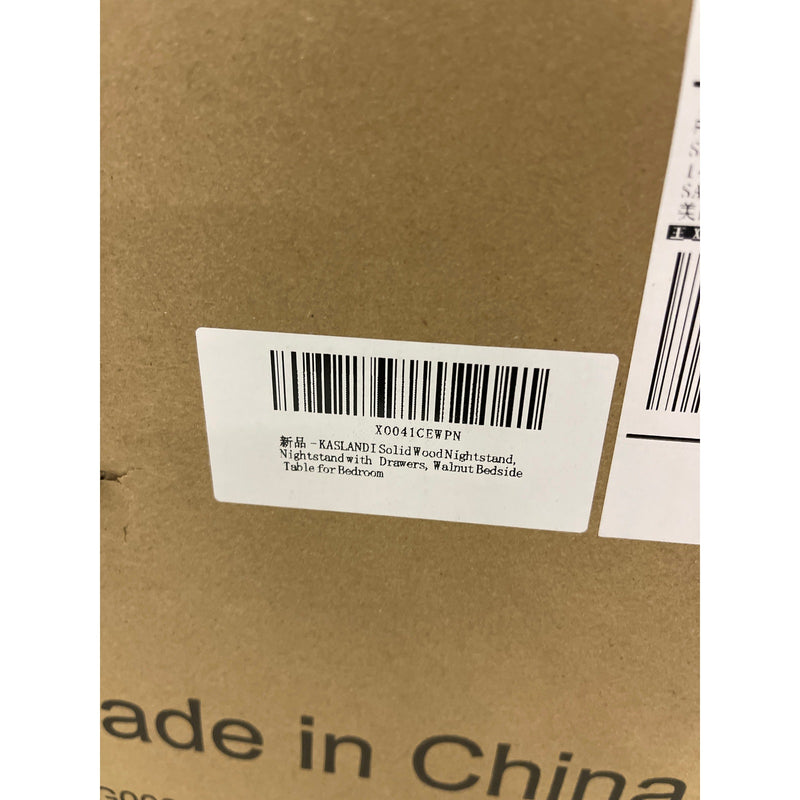 X0041CEWPN
新品 - KASLANDI Solid Wood Nightstand,
Nightstand with Drawers, Walnut Bedside
Table for Bedroom
ade in China